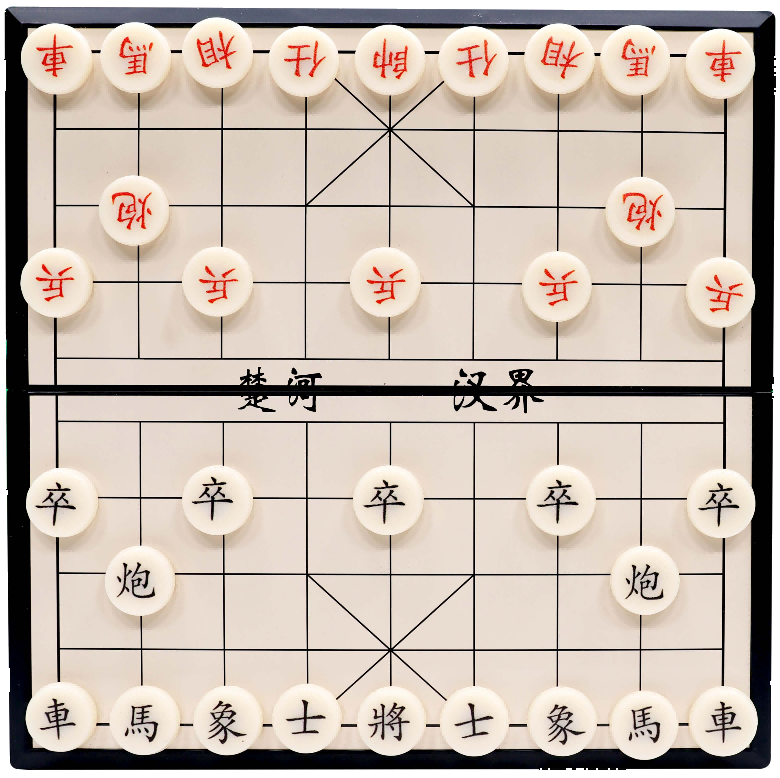 車 馬 相 仕 帥 仕 相 馬 車
炮 炮
兵 兵 兵 兵 兵
楚河 汉界
卒 卒 卒 卒 卒
炮 炮
車 馬 象 士 將 士 象 馬 車